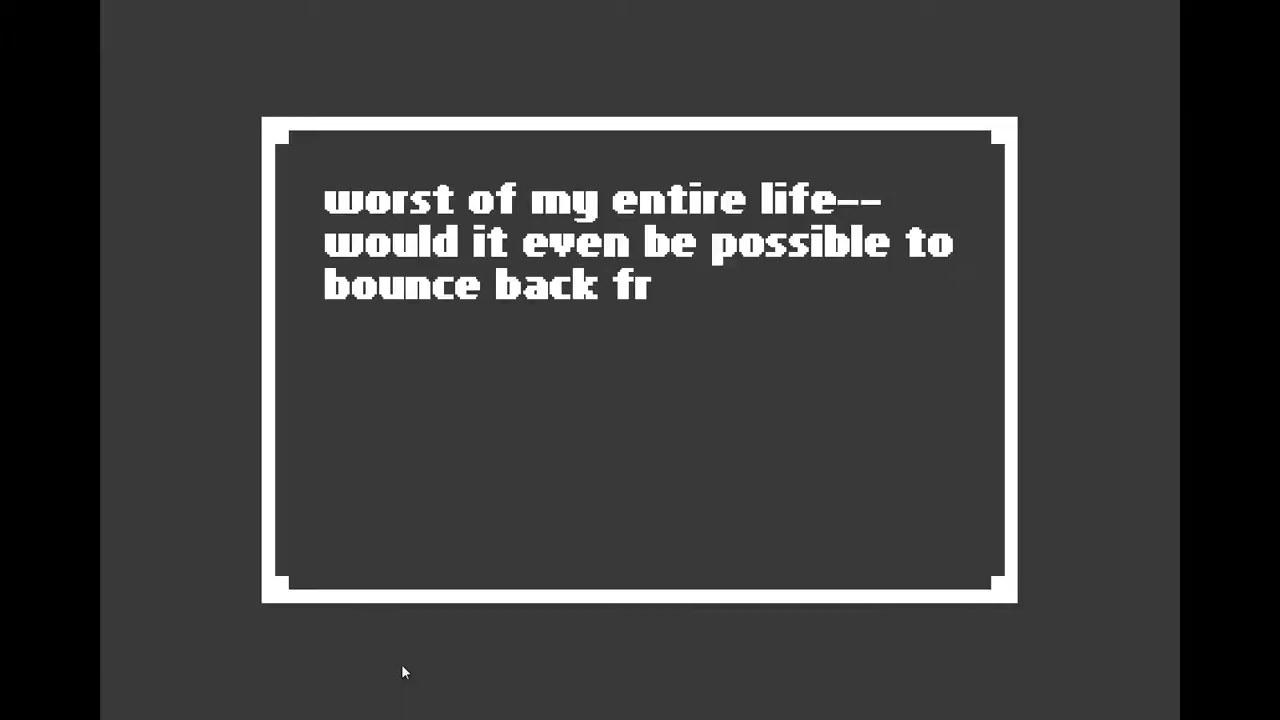 worst of my entire life--
would it even be possible to
bounce back fr